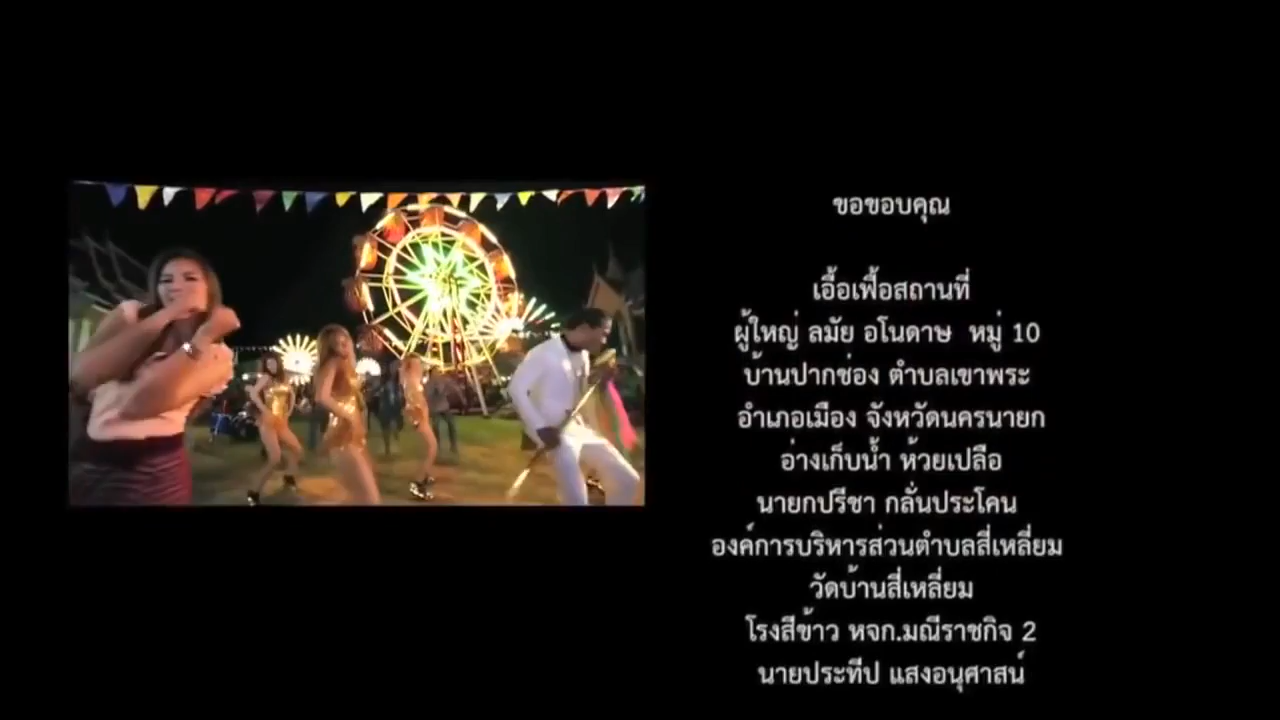 ขอขอบคุณ
เอื้อเฟื้อสถานที่
ผู้ใหญ่ ลมัย อโนดาษ หมู่ 10
บ้านปากช่อง ตำบลเขาพระ
อำเภอเมือง จังหวัดนครนายก
อ่างเก็บน้ำ ห้วยเปลือ
นายกปรีชา กลั่นประโคน
องค์การบริหารส่วนตำบลสี่เหลี่ยม
วัดบ้านสี่เหลี่ยม
โรงสีข้าว หจก.มณีราชกิจ 2
นายประทีป แสงอนุศาสน์